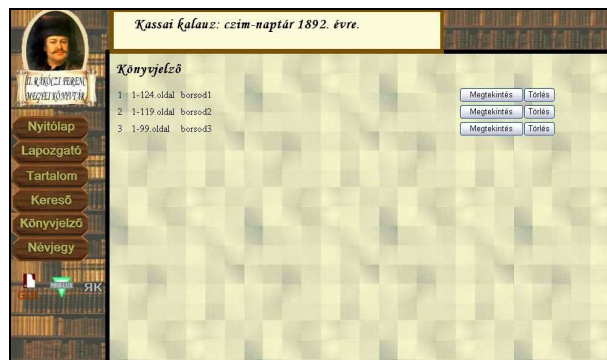 Kassai kalauz: czim-naptár 1892. évre.
II. RÁKÓCZI FERENC
MEGYEI KÖNYVTÁR
Könyvjelző
1 1-124.oldal borsod1 Megtekintés Törlés
2 1-119.oldal borsod2 Megtekintés Törlés
3 1-99.oldal borsod3 Megtekintés Törlés
Nyitólap
Lapozgató
Tartalom
Kereső
Könyvjelző
Névjegy